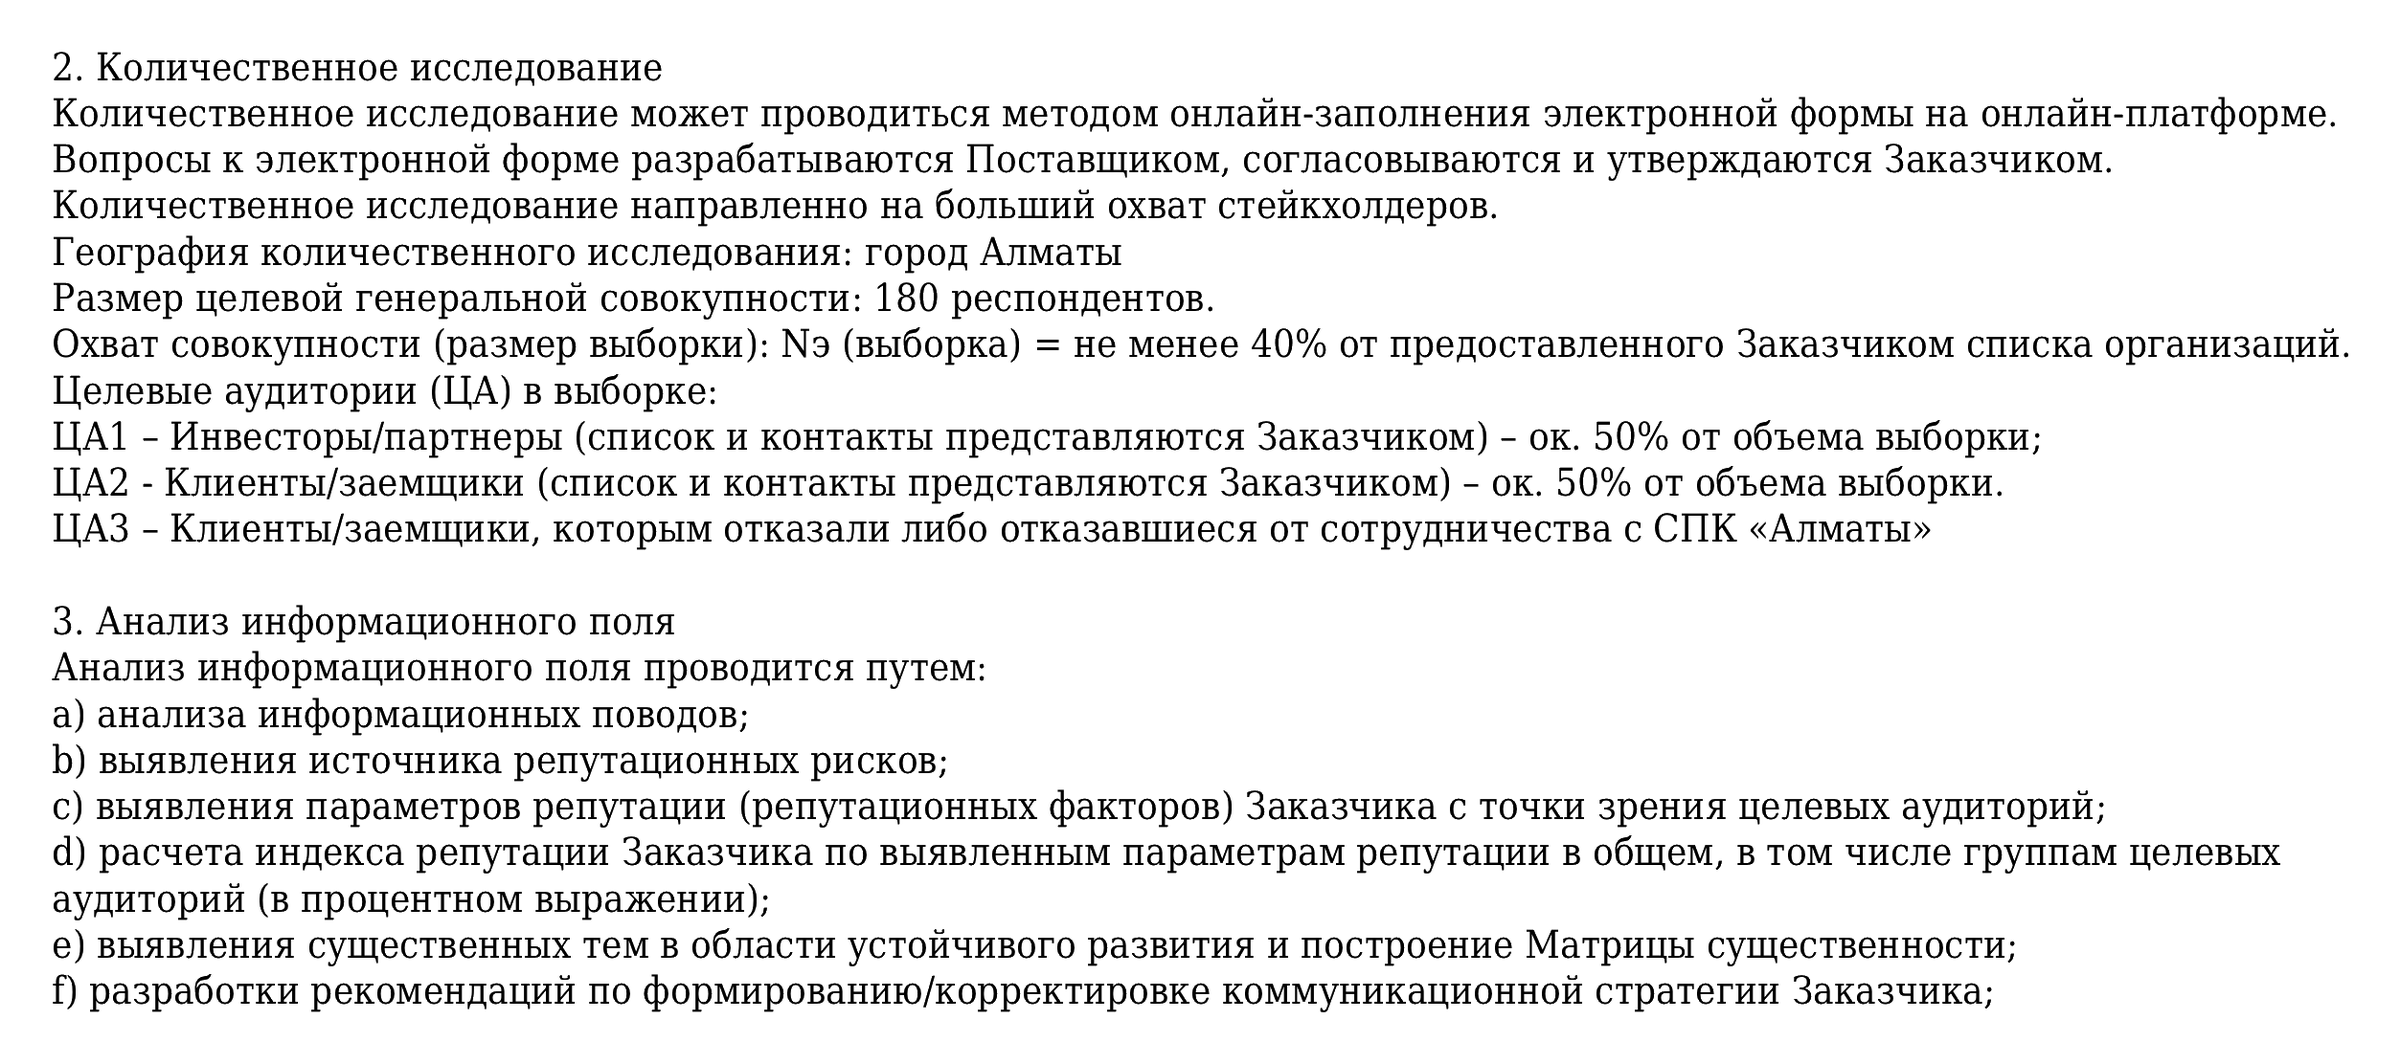 2. Количественное исследование
Количественное исследование может проводиться методом онлайн-заполнения электронной формы на онлайн-платформе.
Вопросы к электронной форме разрабатываются Поставщиком, согласовываются и утверждаются Заказчиком.
Количественное исследование направленно на больший охват стейкхолдеров.
География количественного исследования: город Алматы
Размер целевой генеральной совокупности: 180 респондентов.
Охват совокупности (размер выборки): Nэ (выборка) = не менее 40% от предоставленного Заказчиком списка организаций.
Целевые аудитории (ЦА) в выборке:
ЦА1 – Инвесторы/партнеры (список и контакты представляются Заказчиком) – ок. 50% от объема выборки;
ЦА2 - Клиенты/заемщики (список и контакты представляются Заказчиком) – ок. 50% от объема выборки.
ЦА3 – Клиенты/заемщики, которым отказали либо отказавшиеся от сотрудничества с СПК «Алматы»
3. Анализ информационного поля
Анализ информационного поля проводится путем:
a) анализа информационных поводов;
b) выявления источника репутационных рисков;
c) выявления параметров репутации (репутационных факторов) Заказчика с точки зрения целевых аудиторий;
d) расчета индекса репутации Заказчика по выявленным параметрам репутации в общем, в том числе группам целевых
аудиторий (в процентном выражении);
e) выявления существенных тем в области устойчивого развития и построение Матрицы существенности;
f) разработки рекомендаций по формированию/корректировке коммуникационной стратегии Заказчика;